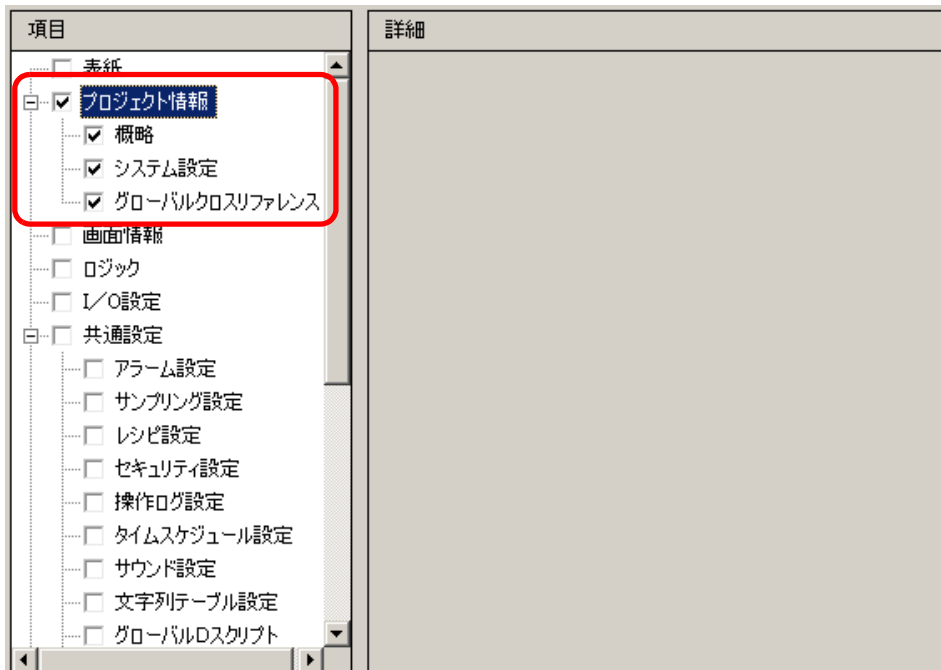 項目
詳細
表紙
プロジェクト情報
概略
システム設定
グローバルクロスリファレンス
画面情報
ロジック
I/O設定
共通設定
アラーム設定
サンプリング設定
レシピ設定
セキュリティ設定
操作ログ設定
タイムスケジュール設定
サウンド設定
文字列テーブル設定
グローバルDスクリプト